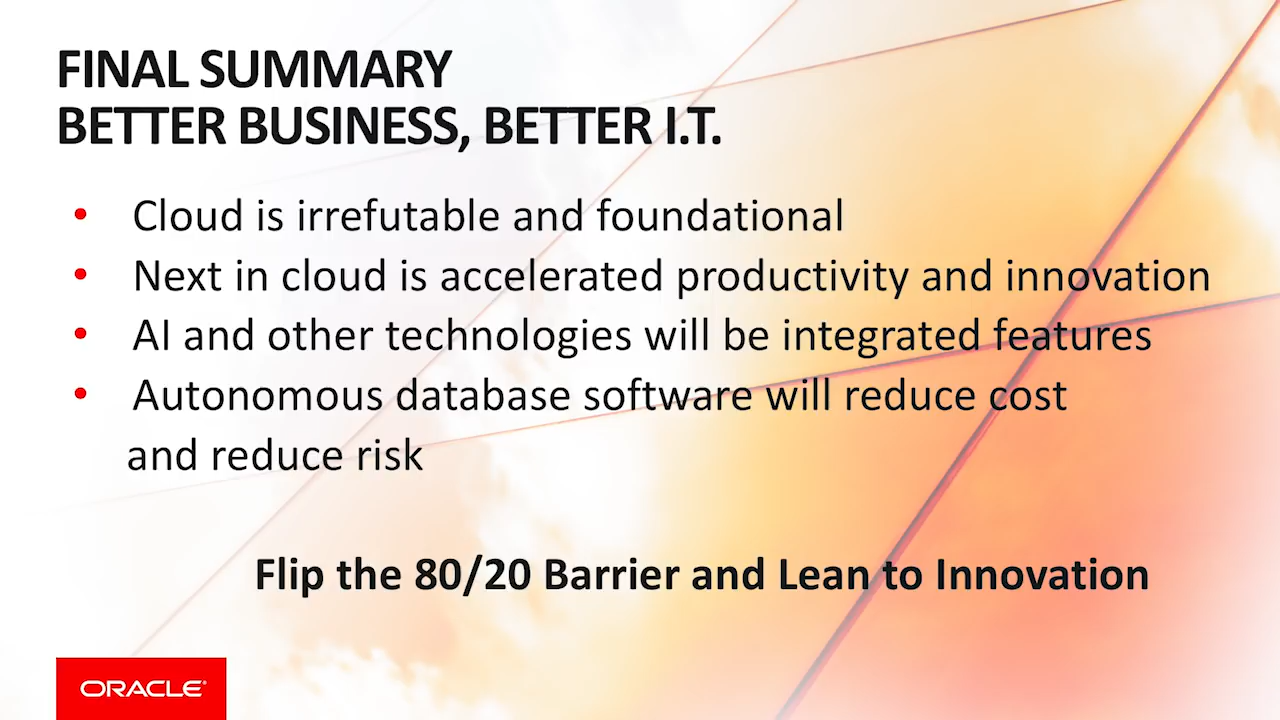 FINAL SUMMARY
BETTER BUSINESS, BETTER I.T.
• Cloud is irrefutable and foundational
• Next in cloud is accelerated productivity and innovation
• AI and other technologies will be integrated features
• Autonomous database software will reduce cost
and reduce risk
Flip the 80/20 Barrier and Lean to Innovation
ORACLE®